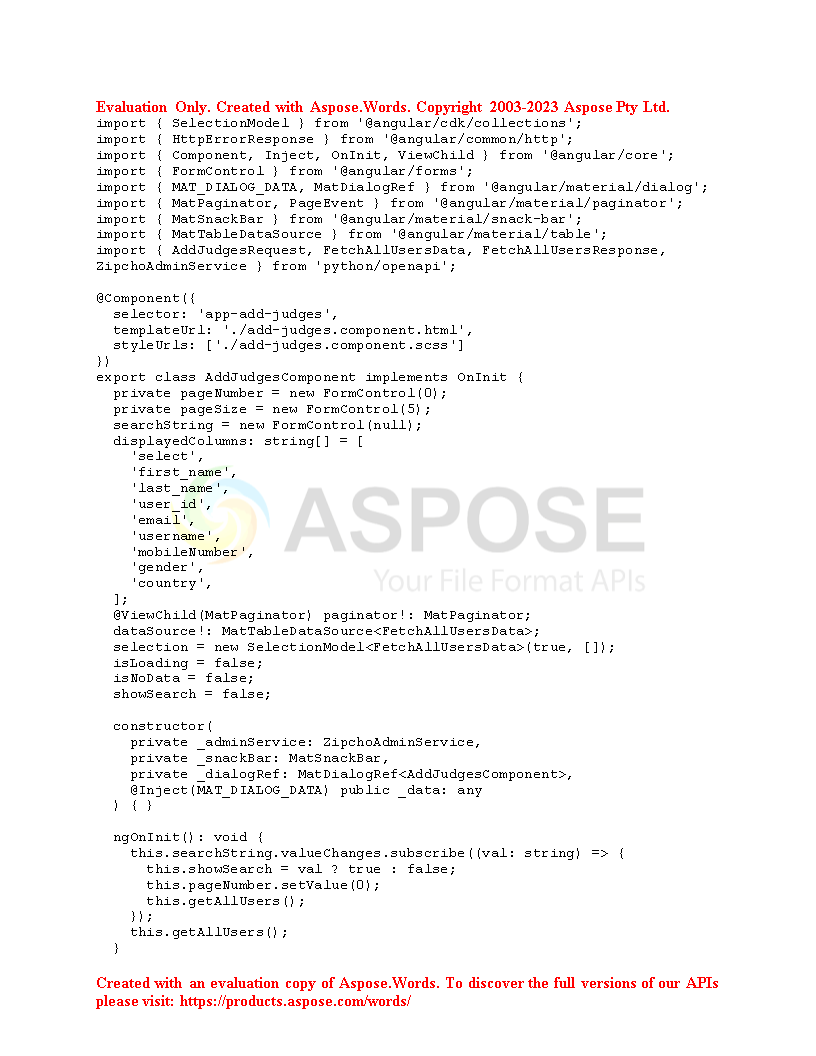 Evaluation Only. Created with Aspose.Words. Copyright 2003-2023 Aspose Pty Ltd.
import { SelectionModel } from '@angular/cdk/collections';
import { HttpErrorResponse } from '@angular/common/http';
import { Component, Inject, OnInit, ViewChild } from '@angular/core';
import { FormControl } from '@angular/forms';
import { MAT_DIALOG_DATA, MatDialogRef } from '@angular/material/dialog';
import { MatPaginator, PageEvent } from '@angular/material/paginator';
import { MatSnackBar } from '@angular/material/snack-bar';
import { MatTableDataSource } from '@angular/material/table';
import { AddJudgesRequest, FetchAllUsersData, FetchAllUsersResponse,
ZipchoAdminService } from 'python/openapi';

@Component({
  selector: 'app-add-judges',
  templateUrl: './add-judges.component.html',
  styleUrls: ['./add-judges.component.scss']
})
export class AddJudgesComponent implements OnInit {
  private pageNumber = new FormControl(0);
  private pageSize = new FormControl(5);
  searchString = new FormControl(null);
  displayedColumns: string[] = [
    'select',
    'first_name',
    'last_name',
    'user_id',
    'email',
    'username',
    'mobileNumber',
    'gender',
    'country',
  ];
ASPOSE
Your File Format APIs
  @ViewChild(MatPaginator) paginator!: MatPaginator;
  dataSource!: MatTableDataSource<FetchAllUsersData>;
  selection = new SelectionModel<FetchAllUsersData>(true, []);
  isLoading = false;
  isNoData = false;
  showSearch = false;

  constructor(
    private _adminService: ZipchoAdminService,
    private _snackBar: MatSnackBar,
    private _dialogRef: MatDialogRef<AddJudgesComponent>,
    @Inject(MAT_DIALOG_DATA) public _data: any
  ) { }

  ngOnInit(): void {
    this.searchString.valueChanges.subscribe((val: string) => {
      this.showSearch = val ? true : false;
      this.pageNumber.setValue(0);
      this.getAllUsers();
    });
    this.getAllUsers();
  }

Created with an evaluation copy of Aspose.Words. To discover the full versions of our APIs
please visit: https://products.aspose.com/words/